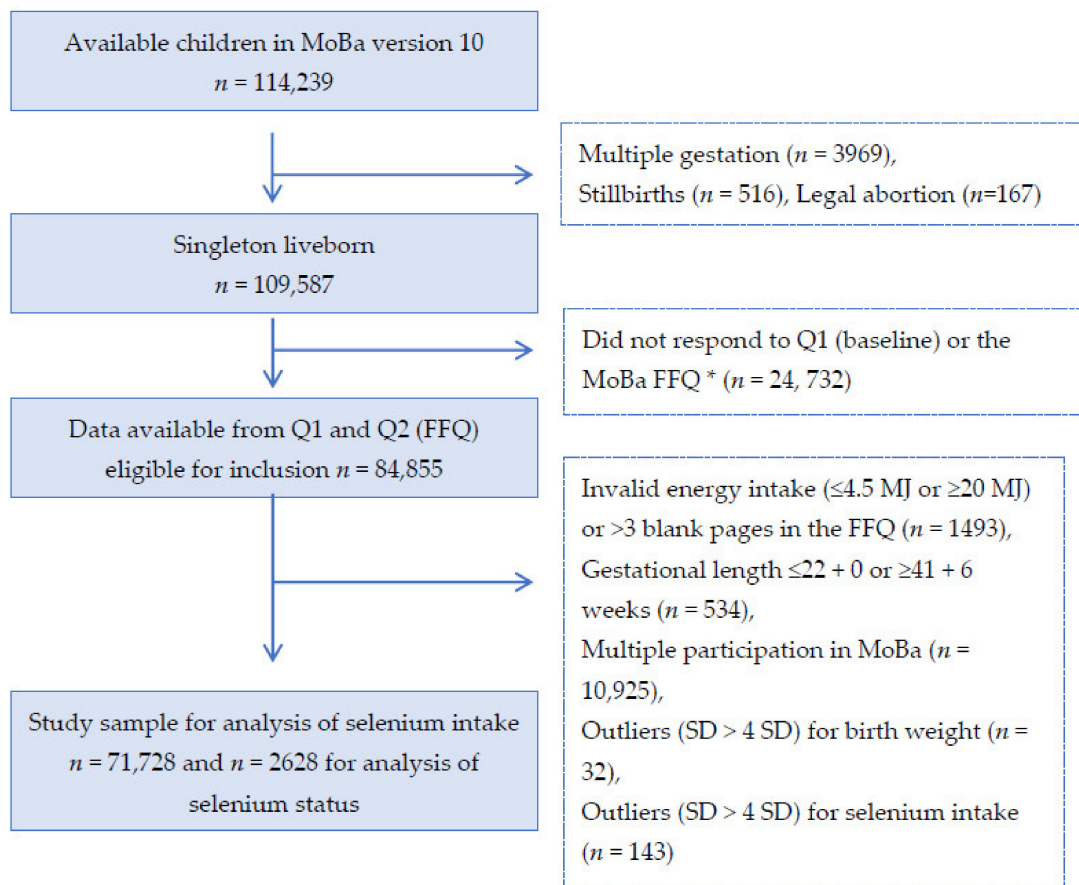 Available children in MoBa version 10
n = 114,239
Multiple gestation (n = 3969),
Stillbirths (n = 516), Legal abortion (n=167)
Singleton liveborn
n = 109,587
Did not respond to Q1 (baseline) or the
MoBa FFQ * (n = 24, 732)
Data available from Q1 and Q2 (FFQ)
eligible for inclusion n = 84,855
Invalid energy intake (≤4.5 MJ or ≥20 MJ)
or >3 blank pages in the FFQ (n = 1493),
Gestational length ≤22 + 0 or ≥41 + 6
weeks (n = 534),
Multiple participation in MoBa (n =
10,925),
Outliers (SD > 4 SD) for birth weight (n =
32),
Outliers (SD > 4 SD) for selenium intake
(n = 143)
Study sample for analysis of selenium intake
n = 71,728 and n = 2628 for analysis of
selenium status